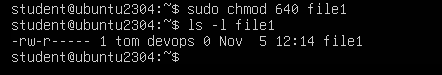 student@ubuntu2304:~$ sudo chmod 640 file1
student@ubuntu2304:~$ ls -l file1
-rw-r----- 1 tom devops 0 Nov  5 12:14 file1
student@ubuntu2304:~$